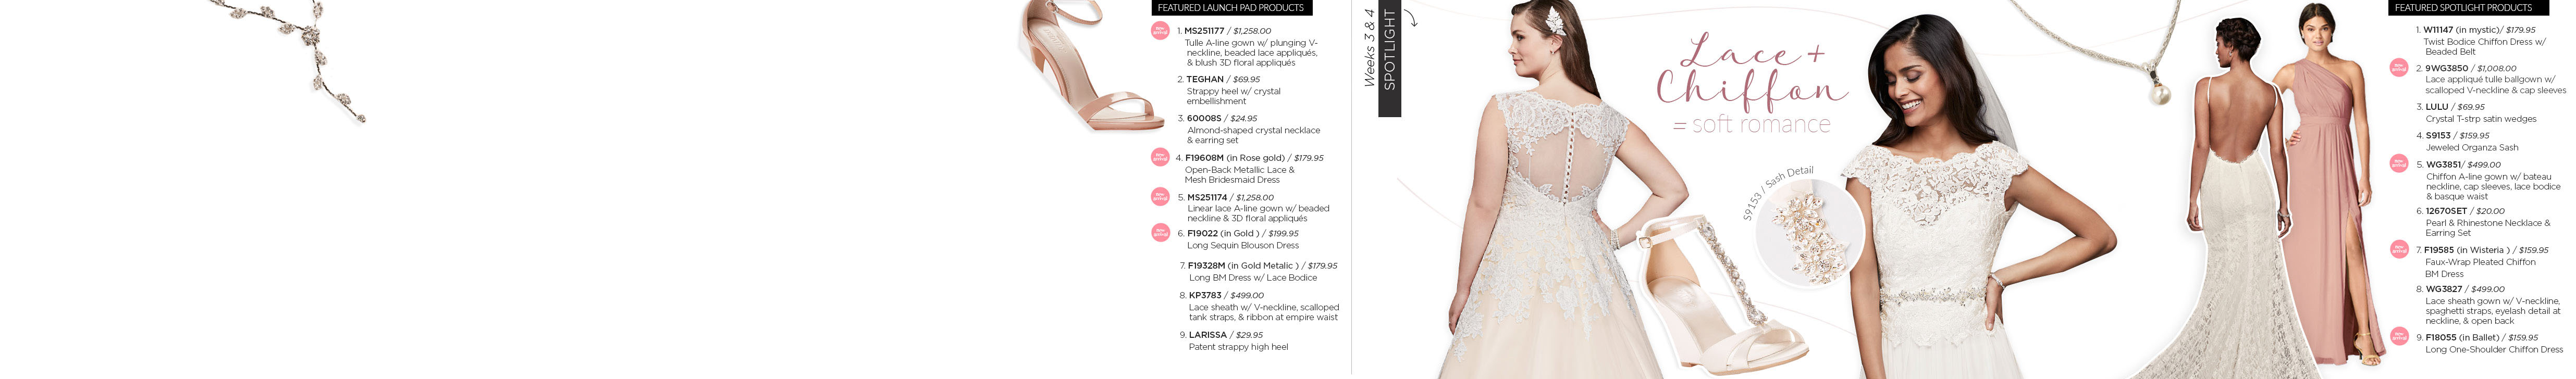 FEATURED LAUNCH PAD PRODUCTS
new arrival
1. MS251177 / $1,258.00
Tulle A-line gown w/ plunging V-
neckline, beaded lace appliqués,
& blush 3D floral appliqués
2. TEGHAN / $69.95
Strappy heel w/ crystal
embellishment
3. 60008S / $24.95
Almond-shaped crystal necklace
& earring set
new arrival
4. F19608M (in Rose gold) / $179.95
Open-Back Metallic Lace &
Mesh Bridesmaid Dress
new arrival
5. MS251174 / $1,258.00
Linear lace A-line gown w/ beaded
neckline & 3D floral appliqués
new arrival
6. F19022 (in Gold ) / $199.95
Long Sequin Blouson Dress
7. F19328M (in Gold Metalic ) / $179.95
Long BM Dress w/ Lace Bodice
8. KP3783 / $499.00
Lace sheath w/ V-neckline, scalloped
tank straps, & ribbon at empire waist
9. LARISSA / $29.95
Patent strappy high heel
Weeks 3 & 4
SPOTLIGHT
Lace +
Chiffon
= soft romance
S9153 / Sash Detail
FEATURED SPOTLIGHT PRODUCTS
1. W11147 (in mystic)/ $179.95
Twist Bodice Chiffon Dress w/
Beaded Belt
new arrival
2. 9WG3850 / $1,008.00
Lace appliqué tulle ballgown w/
scalloped V-neckline & cap sleeves
3. LULU / $69.95
Crystal T-strp satin wedges
4. S9153 / $159.95
Jeweled Organza Sash
new arrival
5. WG3851/ $499.00
Chiffon A-line gown w/ bateau
neckline, cap sleeves, lace bodice
& basque waist
6. 12670SET / $20.00
Pearl & Rhinestone Necklace &
Earring Set
new arrival
7. F19585 (in Wisteria ) / $159.95
Faux-Wrap Pleated Chiffon
BM Dress
8. WG3827 / $499.00
Lace sheath gown w/ V-neckline,
spaghetti straps, eyelash detail at
neckline, & open back
new arrival
9. F18055 (in Ballet) / $159.95
Long One-Shoulder Chiffon Dress